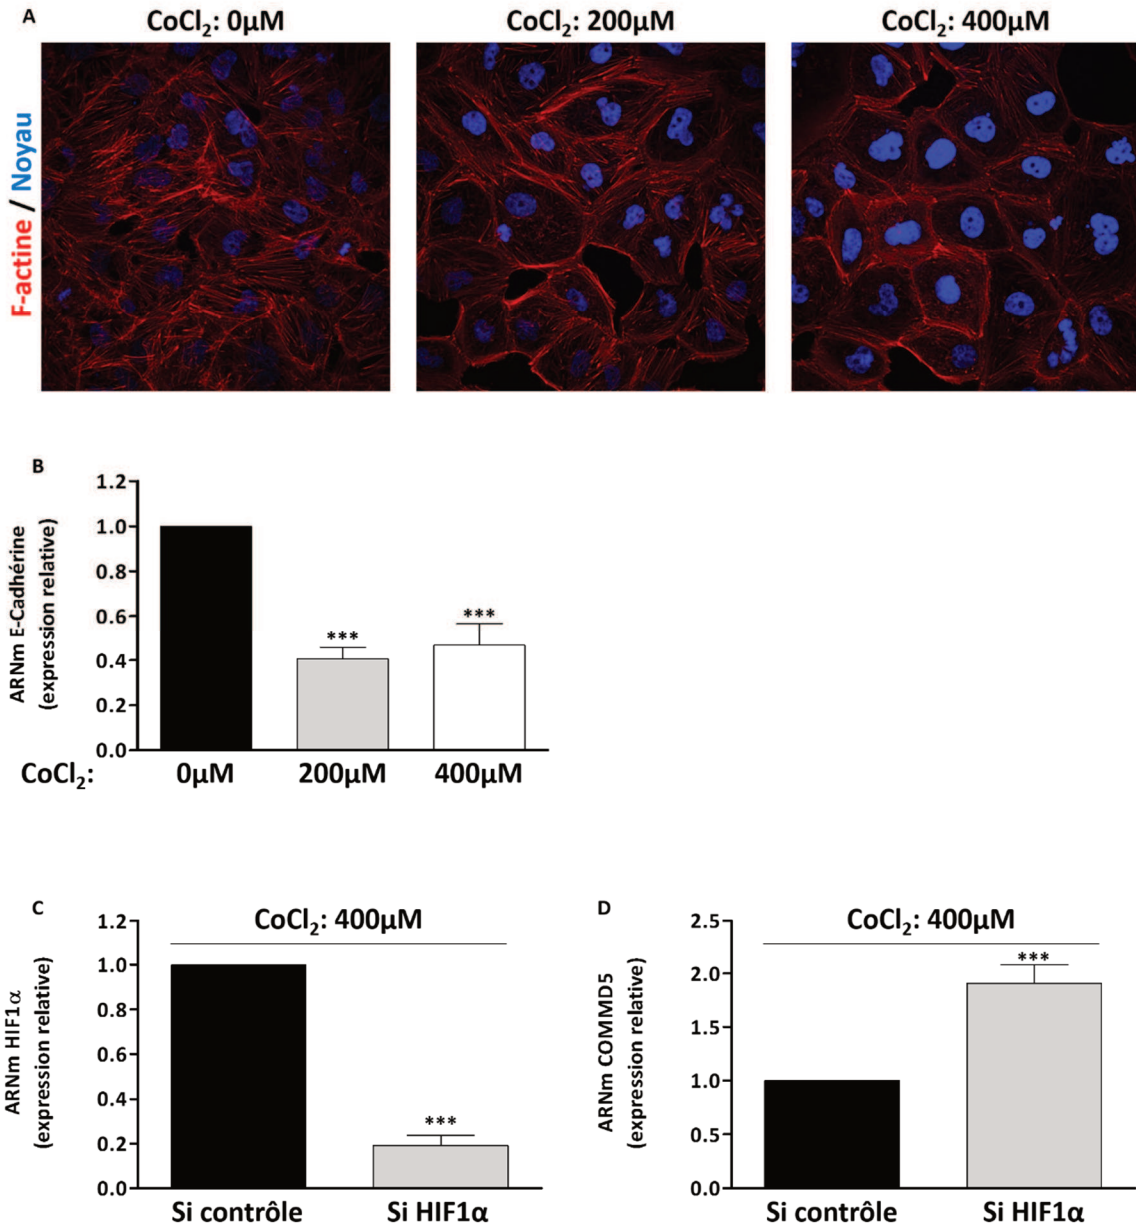 A
CoCl₂: 0µM
CoCl₂: 200µM
CoCl₂: 400µM
F-actine / Noyau
B
ARNm E-Cadhérine
(expression relative)
1.2
1.0
0.8
0.6
0.4
0.2
0.0
***
***
CoCl₂:
0µM
200µM
400µM
C
CoCl₂: 400µM
ARNm HIF1α
(expression relative)
1.2
1.0
0.8
0.6
0.4
0.2
0.0
***
Si contrôle
Si HIF1α
D
CoCl₂: 400µM
ARNm COMMD5
(expression relative)
2.5
2.0
1.5
1.0
0.5
0.0
***
Si contrôle
Si HIF1α